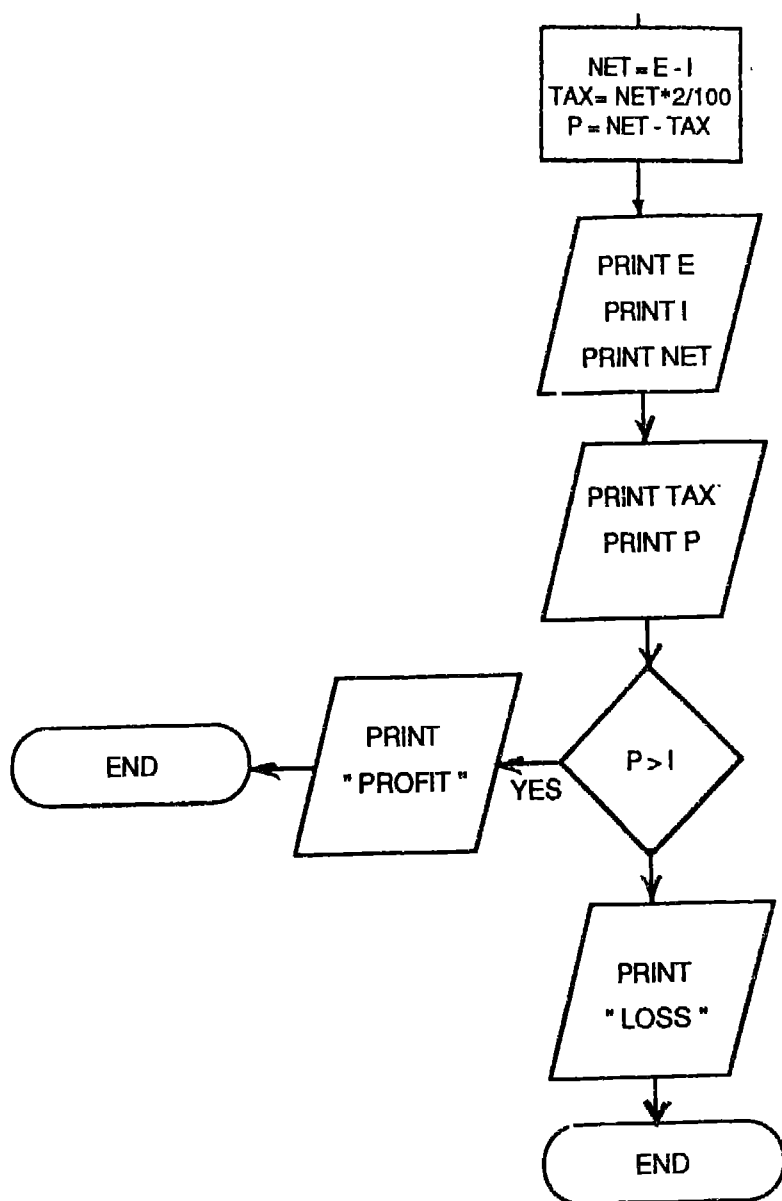 NET = E - I
TAX= NET*2/100
P = NET - TAX
PRINT E
PRINT I
PRINT NET
PRINT TAX
PRINT P
P > I
YES
PRINT
" PROFIT "
END
PRINT
" LOSS "
END